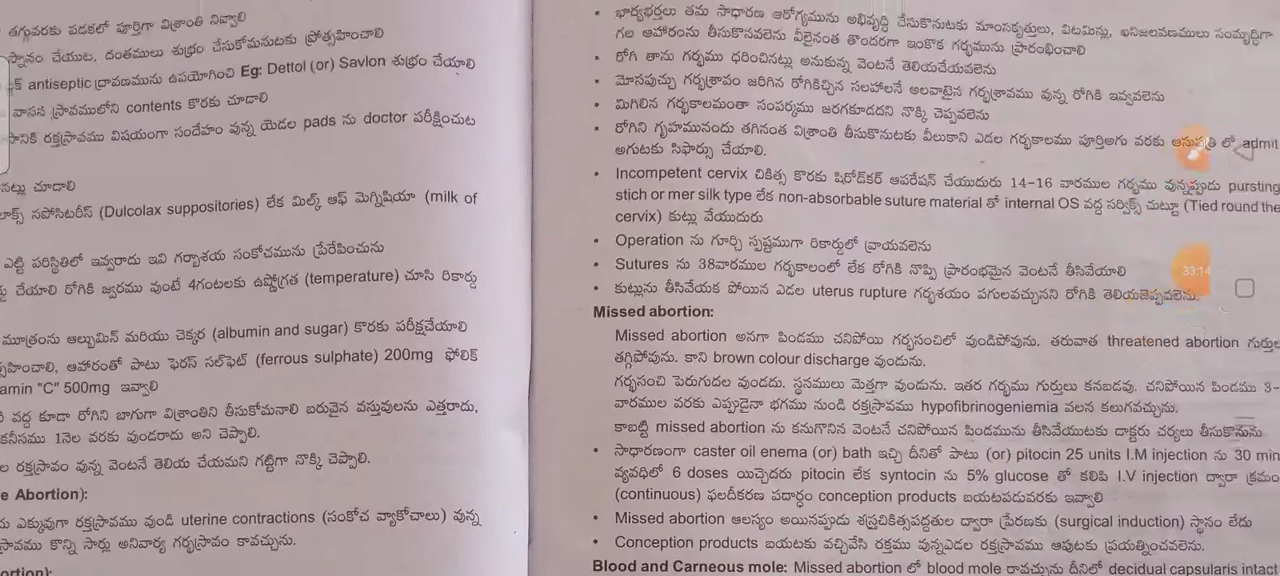 తగ్గువరకు పడకలో పూర్తిగా విశ్రాంతి నివ్వాలి
స్నానం చేయుట, దంతములు శుభ్రం చేసుకోమనుటకు ప్రోత్సహించాలి
antiseptic ద్రావణమును ఉపయోగించి Eg: Dettol (or) Savlon శుభ్రం చేయాలి
వాసన స్రావములోని contents కొరకు చూడాలి
రక్తస్రావము విషయంగా సందేహం వున్న యెడల pads ను doctor పరీక్షించుట
చూడాలి
సపోసిటరీస్ (Dulcolax suppositories) లేక మిల్క్ ఆఫ్ మెగ్నిషియా (milk of
ఎట్టి పరిస్థితిలో ఇవ్వరాదు ఇవి గర్భాశయ సంకోచమును ప్రేరేపించును
చేయాలి రోగికి జ్వరము వుంటే 4గంటలకు ఉష్ణోగ్రత (temperature) చూసి రికార్డు
మూత్రంను ఆల్బుమిన్ మరియు చెక్కర (albumin and sugar) కొరకు పరీక్షచేయాలి
ఆహారంతో పాటు ఫెరస్ సల్ఫేట్ (ferrous sulphate) 200mg ఫోలిక్
amin "C" 500mg ఇవ్వాలి
వద్ద కూడా రోగిని బాగుగా విశ్రాంతిని తీసుకోమనాలి బరువైన వస్తువులను ఎత్తరాదు,
కనీసము 1నెల వరకు వుండరాదు అని చెప్పాలి.
రక్తస్రావం వున్న వెంటనే తెలియ చేయమని గట్టిగా నొక్కి చెప్పాలి.
e Abortion):
ఎక్కువుగా రక్తస్రావము వుండి uterine contractions (సంకోచ వ్యాకోచాలు) వున్న
స్రావము కొన్ని సార్లు అనివార్య గర్భస్రావం కావచ్చును.
ortion):
• భార్యభర్తలు తమ సాధారణ ఆరోగ్యమును అభివృద్ధి చేసుకొనుటకు మాంసకృత్తులు, విటమిన్లు, ఖనిజలవణములు సంమృద్ధిగా
గల ఆహారంను తీసుకొనవలెను వీలైనంత తొందరగా ఇంకొక గర్భమును ప్రారంభించాలి
• రోగి తాను గర్భము ధరించినట్లు అనుకున్న వెంటనే తెలియచేయవలెను
• మోసపుచ్చు గర్భశ్రావం జరిగిన రోగికిచ్చిన సలహాలనే అలవాటైన గర్భశ్రావము వున్న రోగికి ఇవ్వవలెను
• మిగిలిన గర్భకాలమంతా సంపర్కము జరగకూడదని నొక్కి చెప్పవలెను
• రోగిని గృహమునందు తగినంత విశ్రాంతి తీసుకొనుటకు వీలుకాని ఎడల గర్భకాలము పూర్తిఅగు వరకు ఆసుపత్రి లో admit
అగుటకు సిఫార్సు చేయాలి.
• Incompetent cervix చికిత్స కొరకు షిరోడ్కర్ ఆపరేషన్ చేయుదురు 14-16 వారముల గర్భము వున్నప్పుడు pursting
stich or mer silk type లేక non-absorbable suture material తో internal OS వద్ద సర్విక్స్ చుట్టూ (Tied round the
cervix) కుట్లు వేయుదురు
• Operation ను గూర్చి స్పష్టముగా రికార్డులో వ్రాయవలెను
• Sutures ను 38వారముల గర్భకాలంలో లేక రోగికి నొప్పి ప్రారంభమైన వెంటనే తీసివేయాలి
33:14
• కుట్లును తీసివేయక పోయిన ఎడల uterus rupture గర్భశయం పగులవచ్చునని రోగికి తెలియజెప్పవలెను.
Missed abortion:
Missed abortion అనగా పిండము చనిపోయి గర్భసంచిలో వుండిపోవును. తరువాత threatened abortion గుర్తుల
తగ్గిపోవును. కాని brown colour discharge వుండును.
గర్భసంచి పెరుగుదల వుండదు. స్థనములు మెత్తగా వుండును. ఇతర గర్భము గుర్తులు కనబడవు. చనిపోయిన పిండము 3-
వారముల వరకు ఎప్పుడైనా భగము నుండి రక్తస్రావము hypofibrinogeniemia వలన కలుగవచ్చును.
కాబట్టి missed abortion ను కనుగొనిన వెంటనే చనిపోయిన పిండమును తీసివేయుటకు డాక్టరు చర్యలు తీసుకొనును
• సాధారణంగా caster oil enema (or) bath ఇచ్చి దీనితో పాటు (or) pitocin 25 units I.M injection ను 30 min
వ్యవధిలో 6 doses యిచ్చెదరు pitocin లేక syntocin ను 5% glucose తో కలిపి I.V injection ద్వారా క్రమం
(continuous) ఫలదీకరణ పదార్థం conception products బయటపడువరకు ఇవ్వాలి
• Missed abortion ఆలస్యం అయినప్పుడు శస్త్రచికిత్సపద్ధతుల ద్వారా ప్రేరణకు (surgical induction) స్థానం లేదు
• Conception products బయటకు వచ్చివేసి రక్తము వున్నఎడల రక్తస్రావము ఆపుటకు ప్రయత్నించవలెను.
Blood and Carneous mole: Missed abortion లో blood mole రావచ్చును దీనిలో decidual capsularis intact